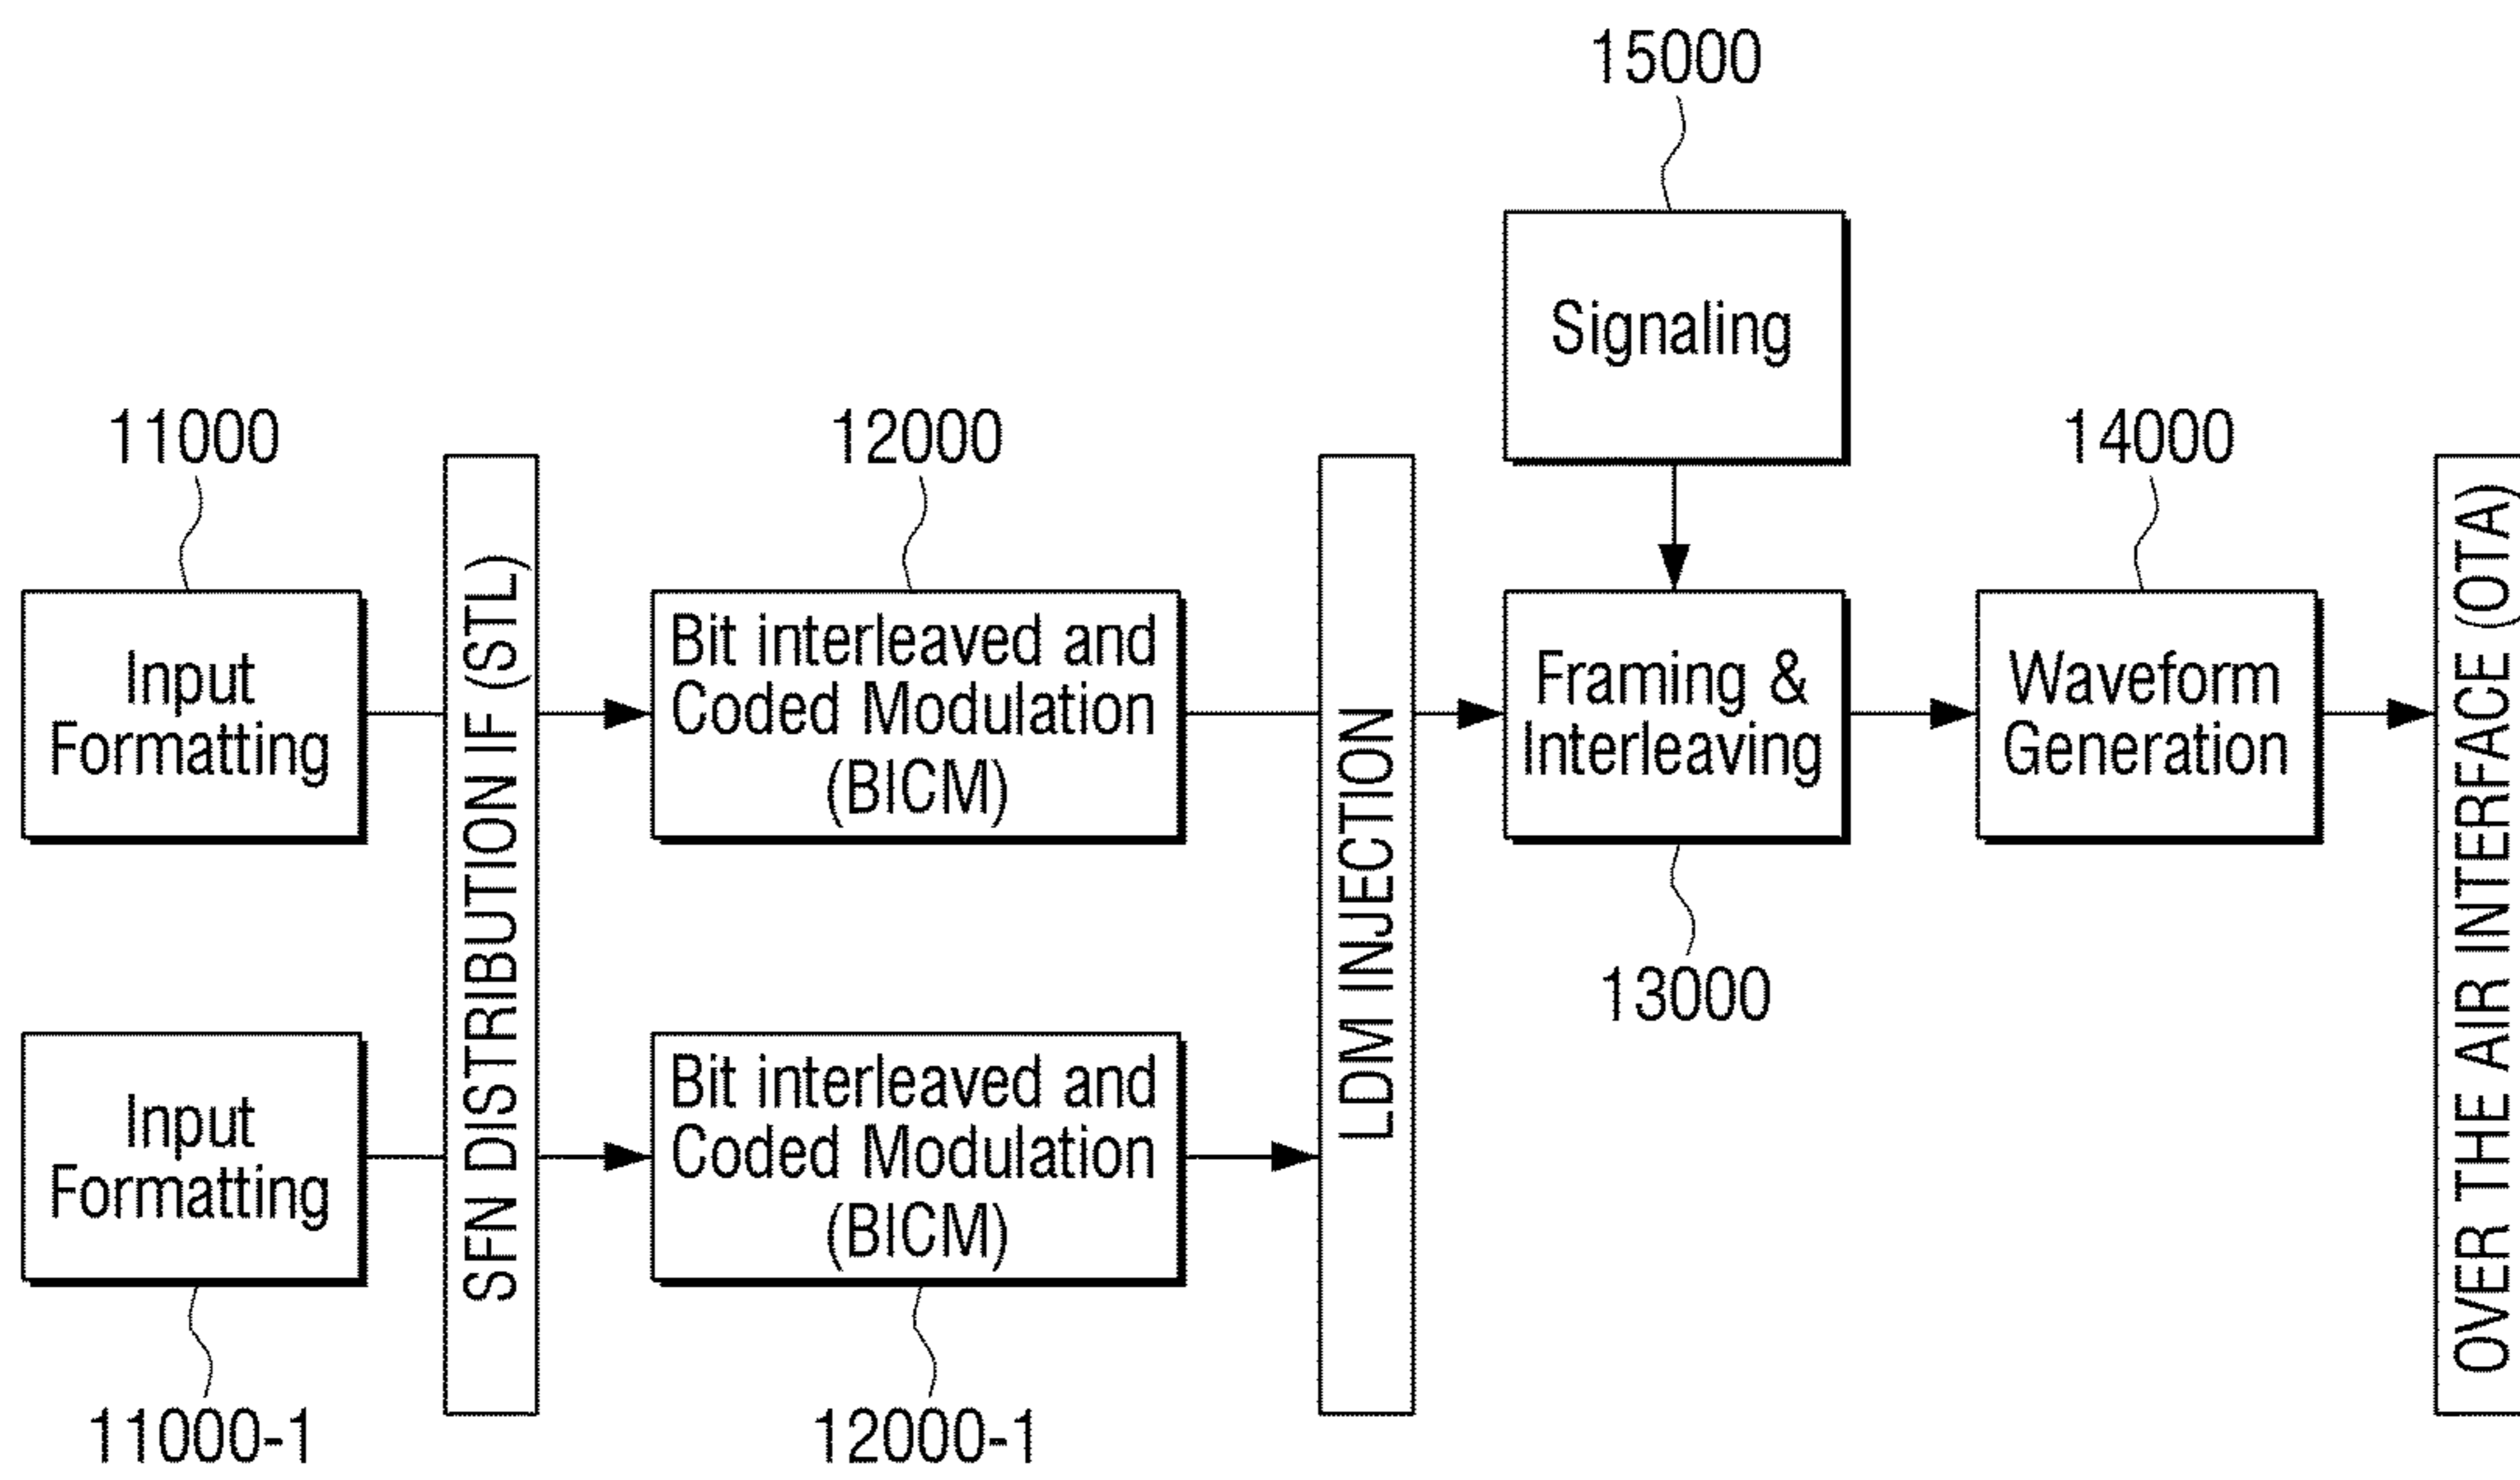 15000
Signaling
11000
12000
14000
Input
Formatting
SFN DISTRIBUTION IF (STL)
Bit interleaved and
Coded Modulation
(BICM)
LDM INJECTION
Framing &
Interleaving
Waveform
Generation
OVER THE AIR INTERFACE (OTA)
13000
Input
Formatting
Bit interleaved and
Coded Modulation
(BICM)
11000-1
12000-1